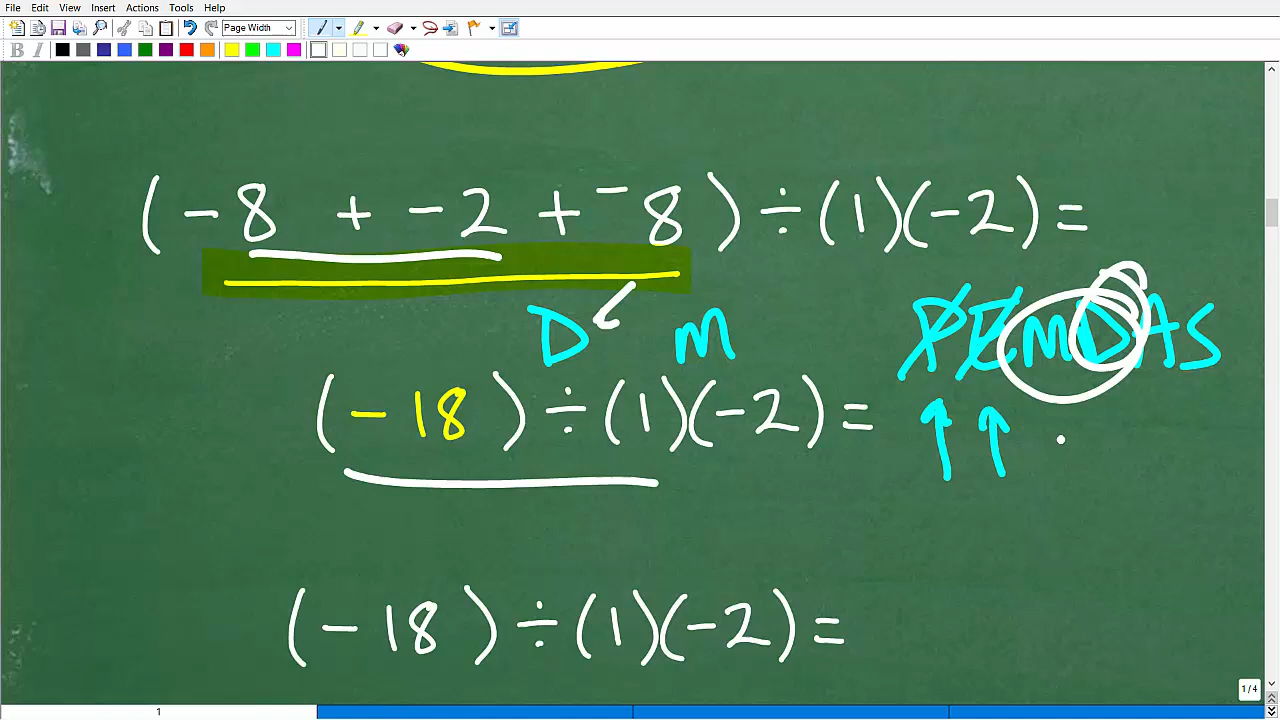 File Edit View Insert Actions Tools Help
Page Width
B I
(-8 + -2 + ⁻8) ÷ (1)(-2) =
D M PEMDAS
(-18) ÷ (1)(-2) =
(-18) ÷ (1)(-2) =
1/4
1